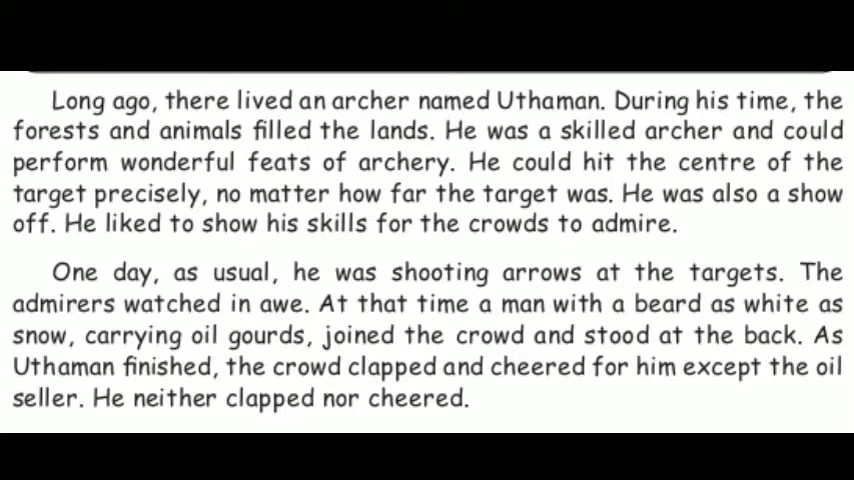 Long ago, there lived an archer named Uthaman. During his time, the
forests and animals filled the lands. He was a skilled archer and could
perform wonderful feats of archery. He could hit the centre of the
target precisely, no matter how far the target was. He was also a show
off. He liked to show his skills for the crowds to admire.
One day, as usual, he was shooting arrows at the targets. The
admirers watched in awe. At that time a man with a beard as white as
snow, carrying oil gourds, joined the crowd and stood at the back. As
Uthaman finished, the crowd clapped and cheered for him except the oil
seller. He neither clapped nor cheered.